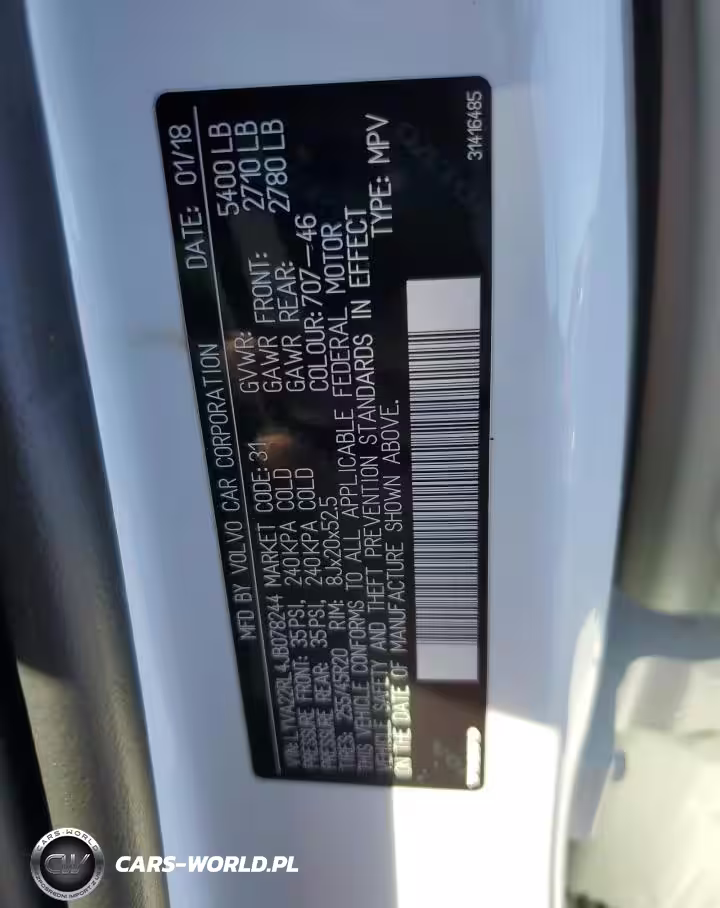 MFD BY VOLVO CAR CORPORATION DATE: 01/18
VIN: LYVA22RL4JB078244 MARKET CODE: 31 GVWR: 5400 LB
PRESSURE FRONT: 35PSI, 240KPA COLD GAWR FRONT: 2710 LB
PRESSURE REAR: 35PSI, 240KPA COLD GAWR REAR: 2780 LB
TIRES: 255/45R20 RIM: 8Jx20x52.5 COLOUR: 707-46
THIS VEHICLE CONFORMS TO ALL APPLICABLE FEDERAL MOTOR
VEHICLE SAFETY AND THEFT PREVENTION STANDARDS IN EFFECT
ON THE DATE OF MANUFACTURE SHOWN ABOVE. TYPE: MPV
31416485
CARS-WORLD
CW
CARS-WORLD.PL